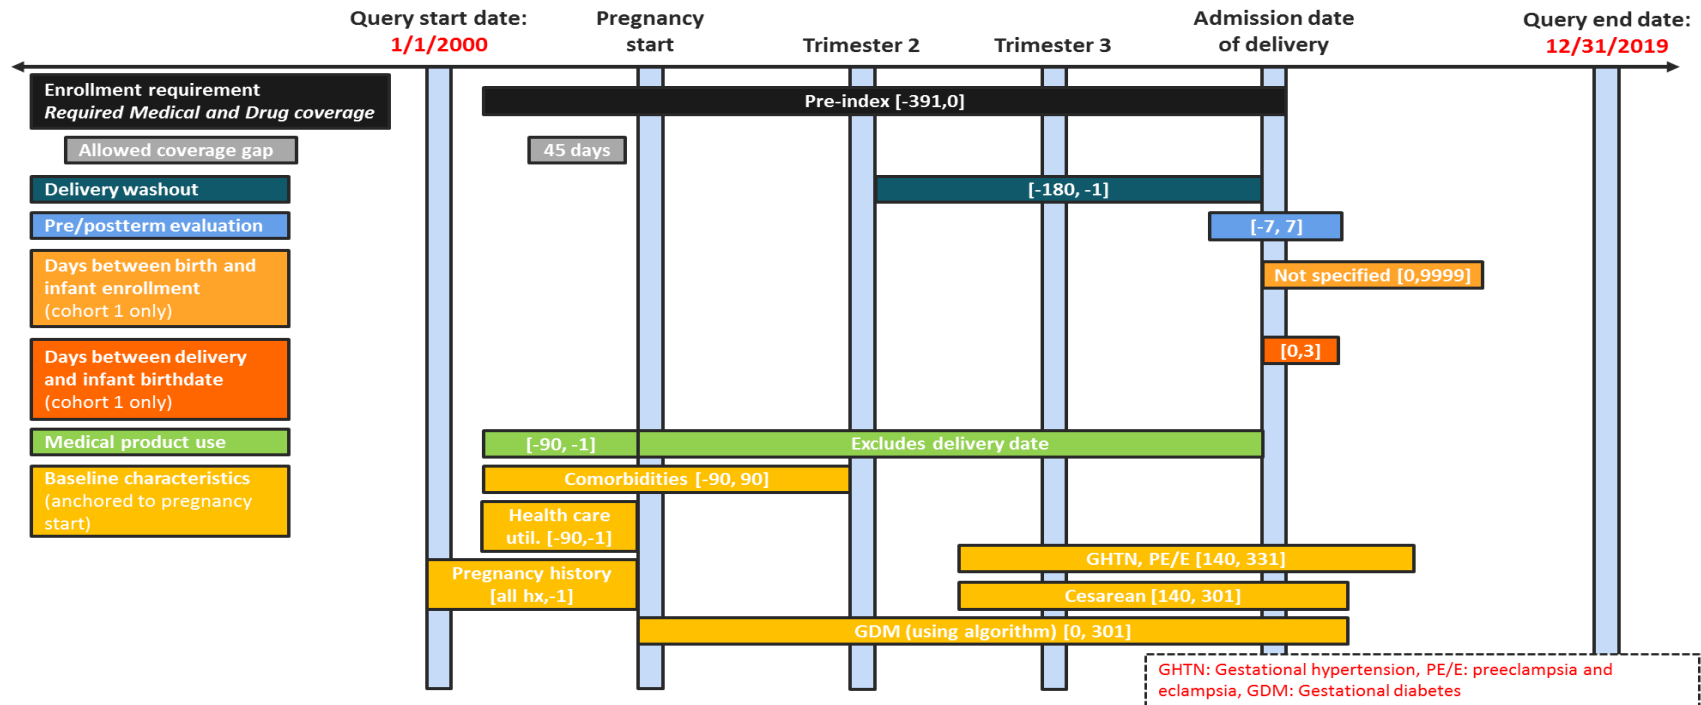 Query start date:
1/1/2000
Pregnancy
start
Trimester 2
Trimester 3
Admission date
of delivery
Query end date:
12/31/2019
Enrollment requirement
Required Medical and Drug coverage
Pre-index [-391,0]
Allowed coverage gap
45 days
Delivery washout
[-180, -1]
Pre/postterm evaluation
[-7, 7]
Days between birth and
infant enrollment
(cohort 1 only)
Not specified [0,9999]
Days between delivery
and infant birthdate
(cohort 1 only)
[0,3]
Medical product use
[-90, -1]
Excludes delivery date
Baseline characteristics
(anchored to pregnancy
start)
Comorbidities [-90, 90]
Health care
util. [-90,-1]
Pregnancy history
[all hx,-1]
GHTN, PE/E [140, 331]
Cesarean [140, 301]
GDM (using algorithm) [0, 301]
GHTN: Gestational hypertension, PE/E: preeclampsia and
eclampsia, GDM: Gestational diabetes